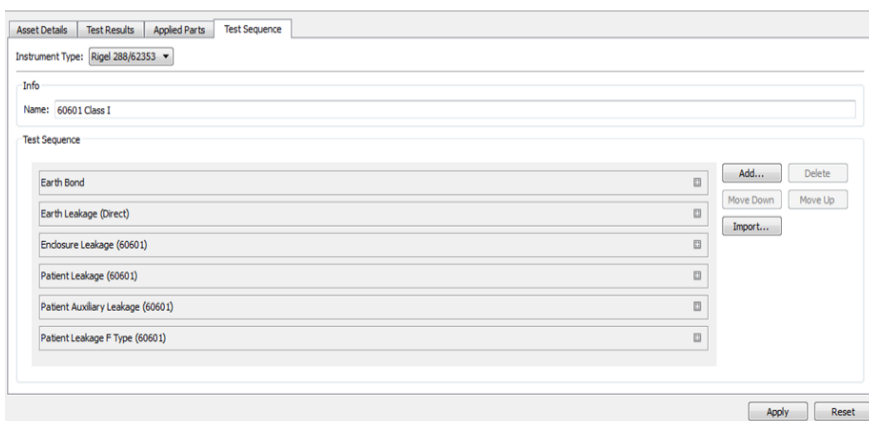 Asset Details Test Results Applied Parts Test Sequence
Instrument Type: Rigel 288/62353
Info
Name: 60601 Class I
Test Sequence
Earth Bond
Earth Leakage (Direct)
Enclosure Leakage (60601)
Patient Leakage (60601)
Patient Auxiliary Leakage (60601)
Patient Leakage F Type (60601)
Add... Delete
Move Down Move Up
Import...
Apply Reset